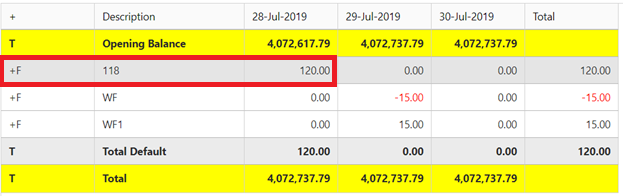 + Description 28-Jul-2019 29-Jul-2019 30-Jul-2019 Total
T Opening Balance 4,072,617.79 4,072,737.79 4,072,737.79
+F 118 120.00 0.00 0.00 120.00
+F WF 0.00 -15.00 0.00 -15.00
+F WF1 0.00 15.00 0.00 15.00
T Total Default 120.00 0.00 0.00 120.00
T Total 4,072,737.79 4,072,737.79 4,072,737.79